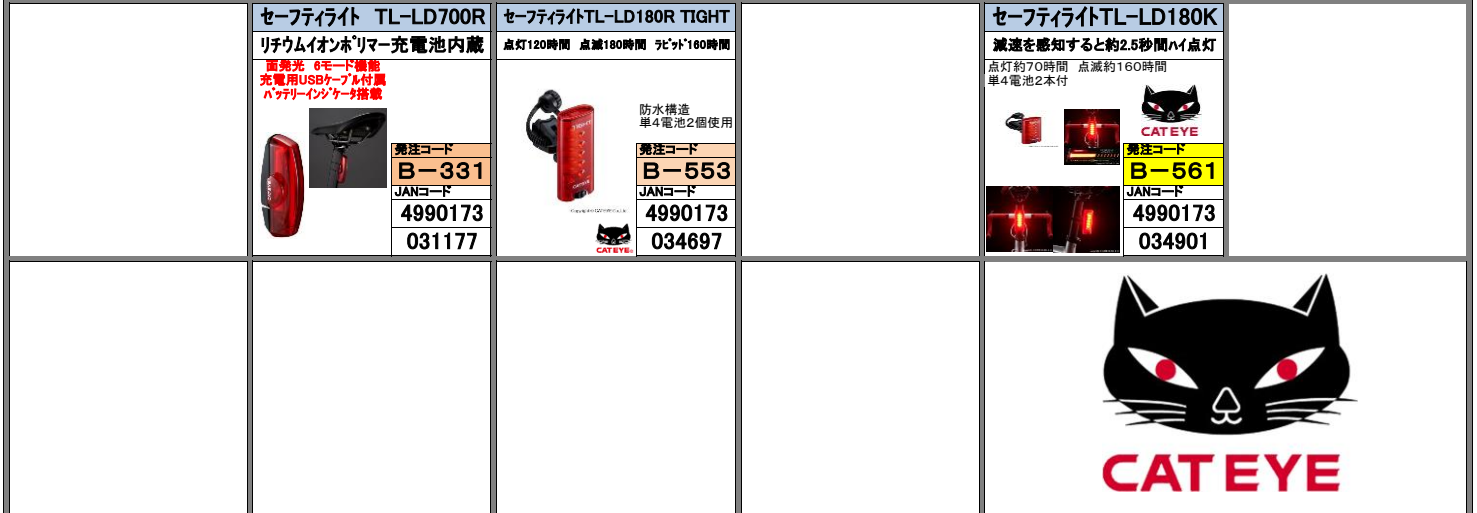 セーフティライト TL-LD700R
リチウムイオンﾎﾟリマー充電池内蔵
面発光 6モード機能
充電用USBｹｰﾌﾞﾙ付属
ﾊﾞｯﾃﾘｰｲﾝｼﾞｹｰﾀ搭載
CATEYE
発注コード
B-331
JANコード
4990173
031177
セーフティライトTL-LD180R TIGHT
点灯120時間 点滅180時間 ﾗﾋﾟｯﾄﾞ160時間
防水構造
単4電池2個使用
TIGHT
CATEYE
発注コード
B-553
JANコード
4990173
034697
CATEYE
セーフティライトTL-LD180K
減速を感知すると約2.5秒間ハイ点灯
点灯約70時間 点滅約160時間
単4電池2本付
CATEYE
発注コード
B-561
JANコード
4990173
034901
CATEYE